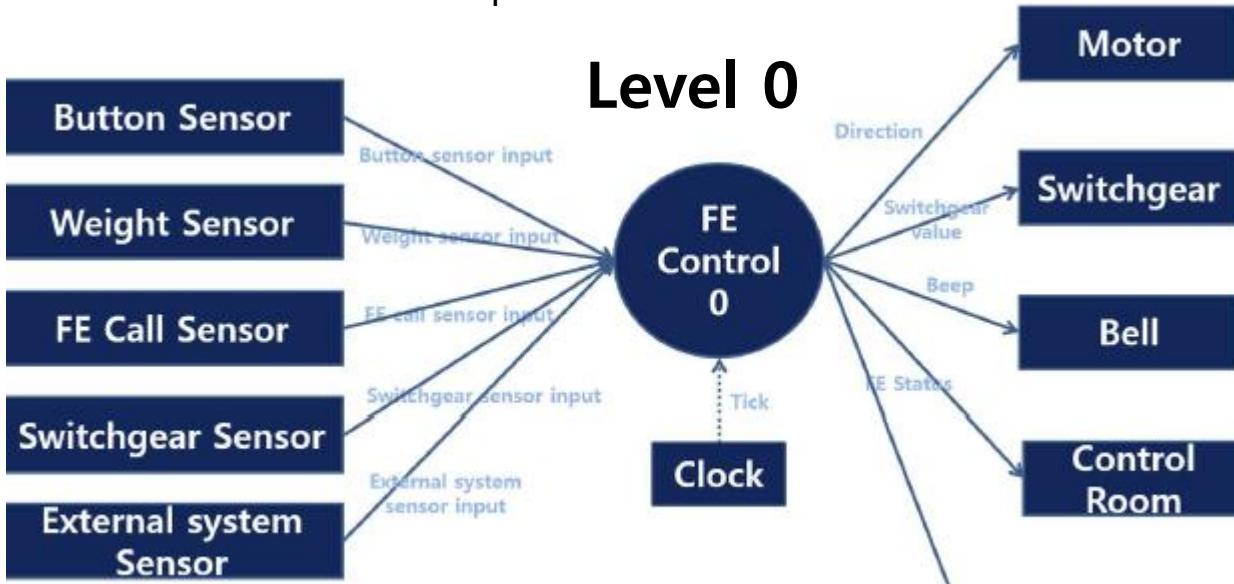 Level 0
Button Sensor
Weight Sensor
FE Call Sensor
Switchgear Sensor
External system
Sensor
Button sensor input
Weight sensor input
FE call sensor input
Switchgear sensor input
External system
sensor input
FE
Control
0
Tick
Clock
Direction
Switchgear
value
Beep
FE Status
Motor
Switchgear
Bell
Control
Room